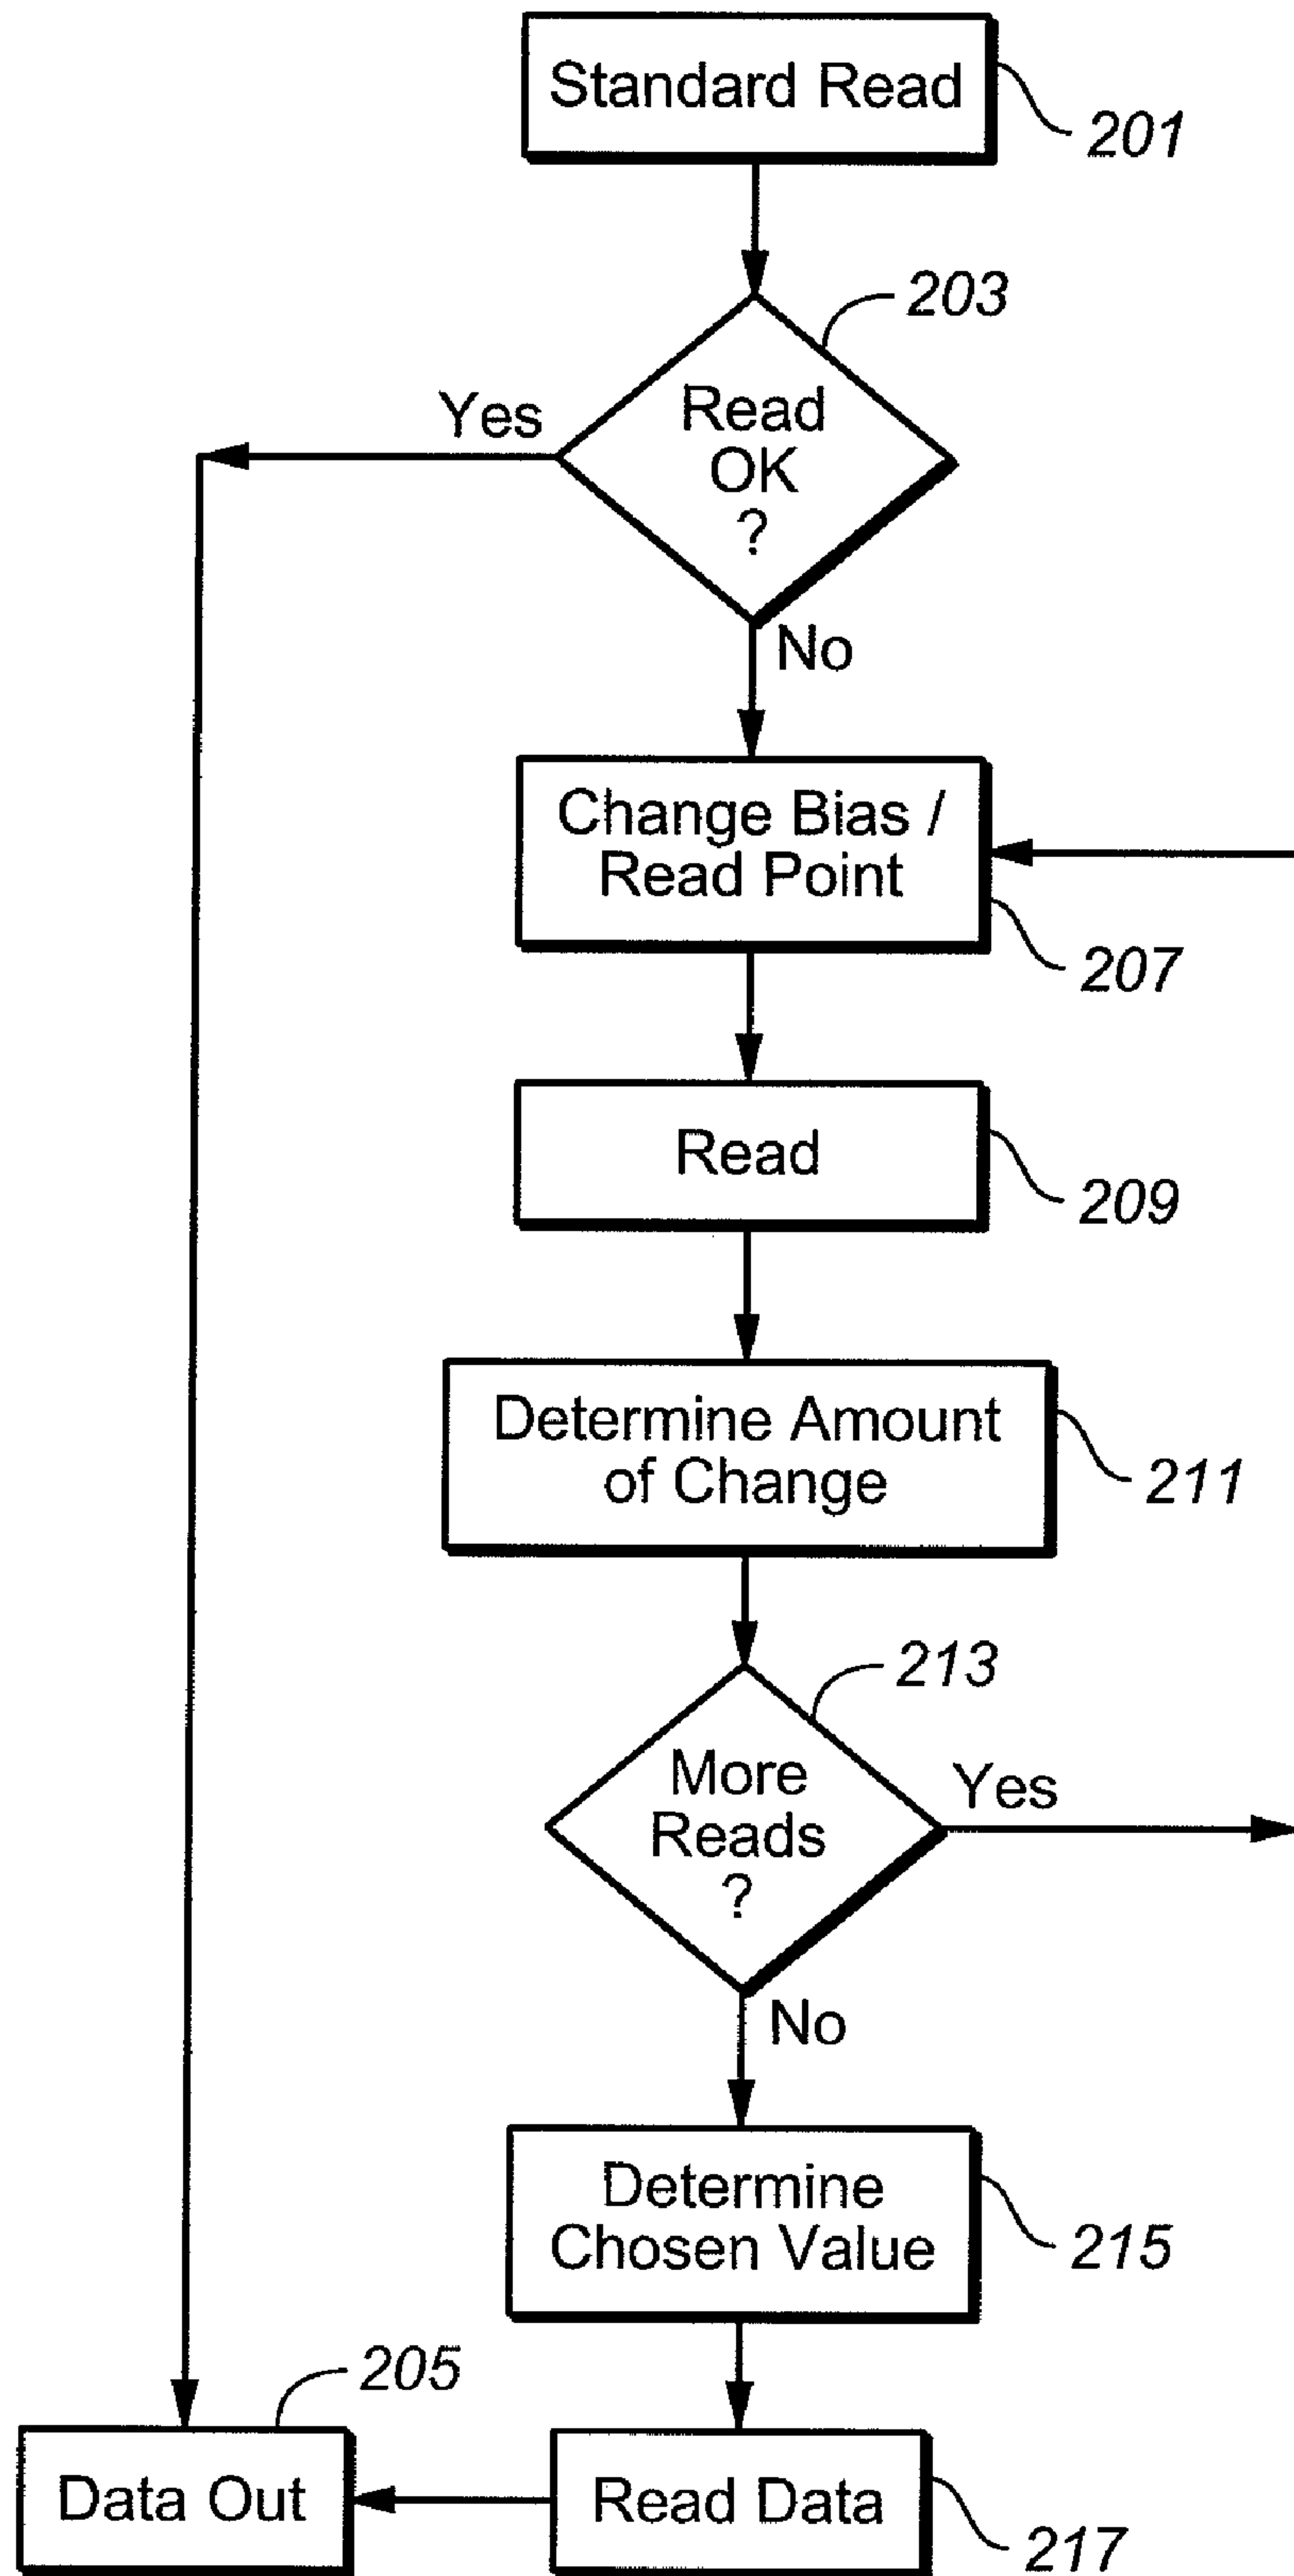 Standard Read
201
203
Read
OK
?
Yes
No
Change Bias /
Read Point
207
Read
209
Determine Amount
of Change
211
213
More
Reads
?
Yes
No
Determine
Chosen Value
215
205
Data Out
Read Data
217